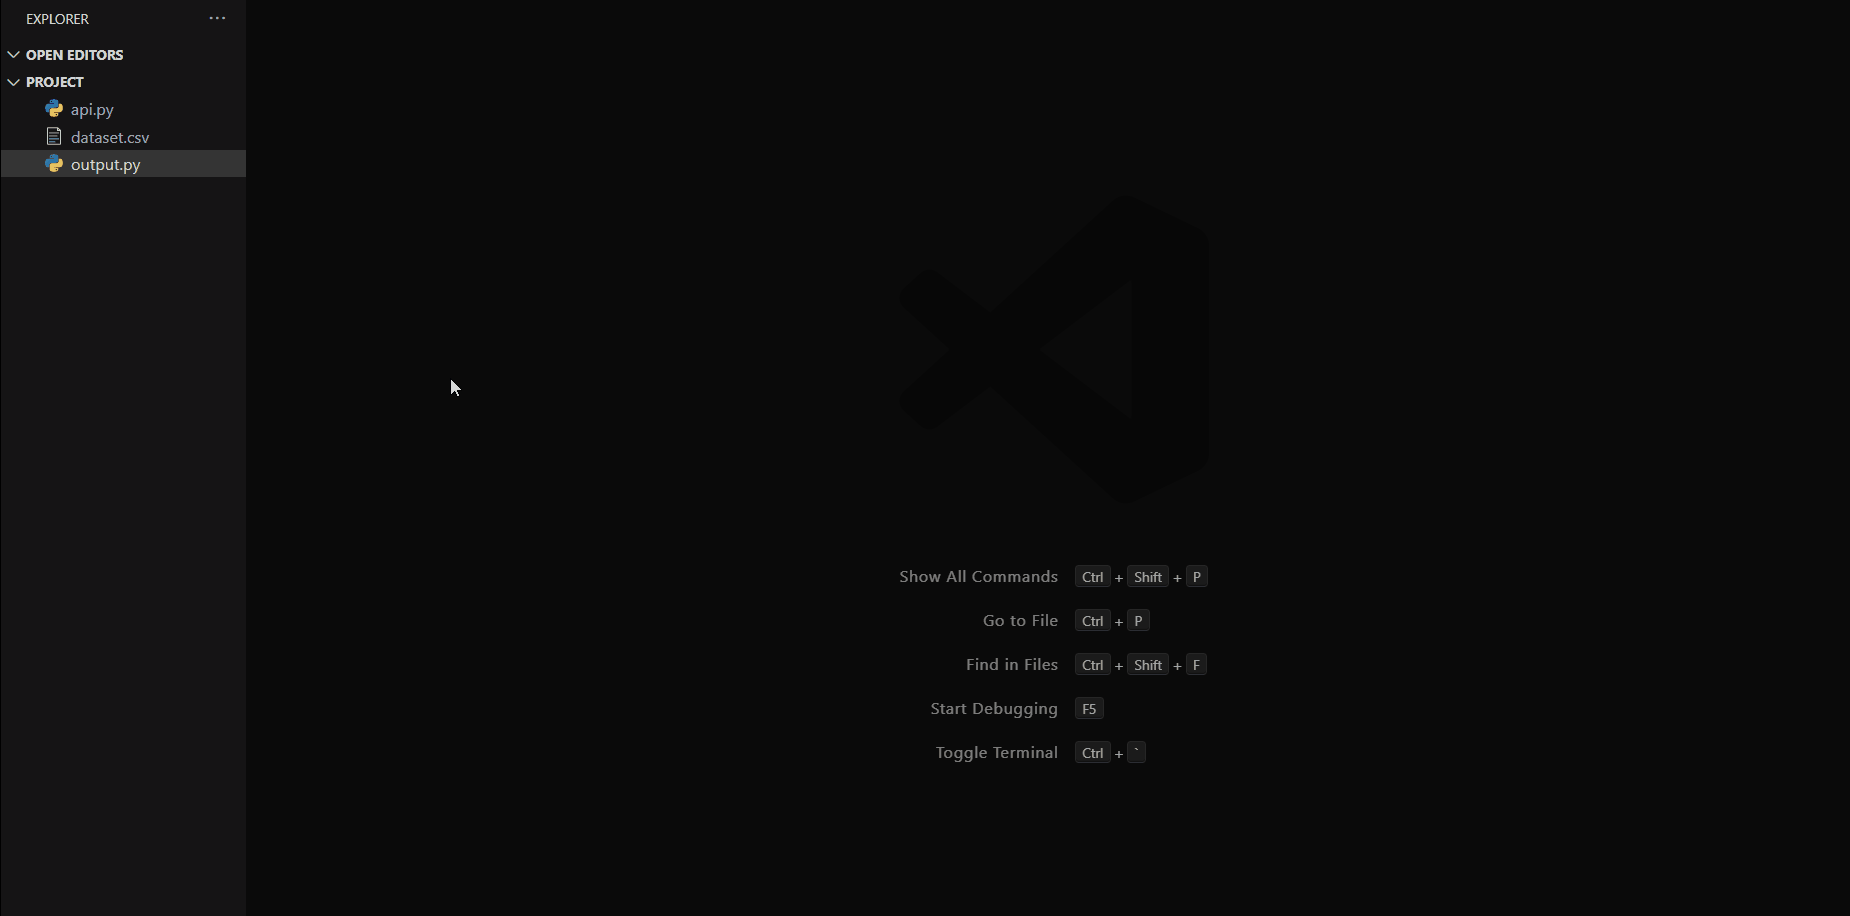 EXPLORER ···
OPEN EDITORS
PROJECT
api.py
dataset.csv
output.py
Show All Commands Ctrl + Shift + P
Go to File Ctrl + P
Find in Files Ctrl + Shift + F
Start Debugging F5
Toggle Terminal Ctrl + `